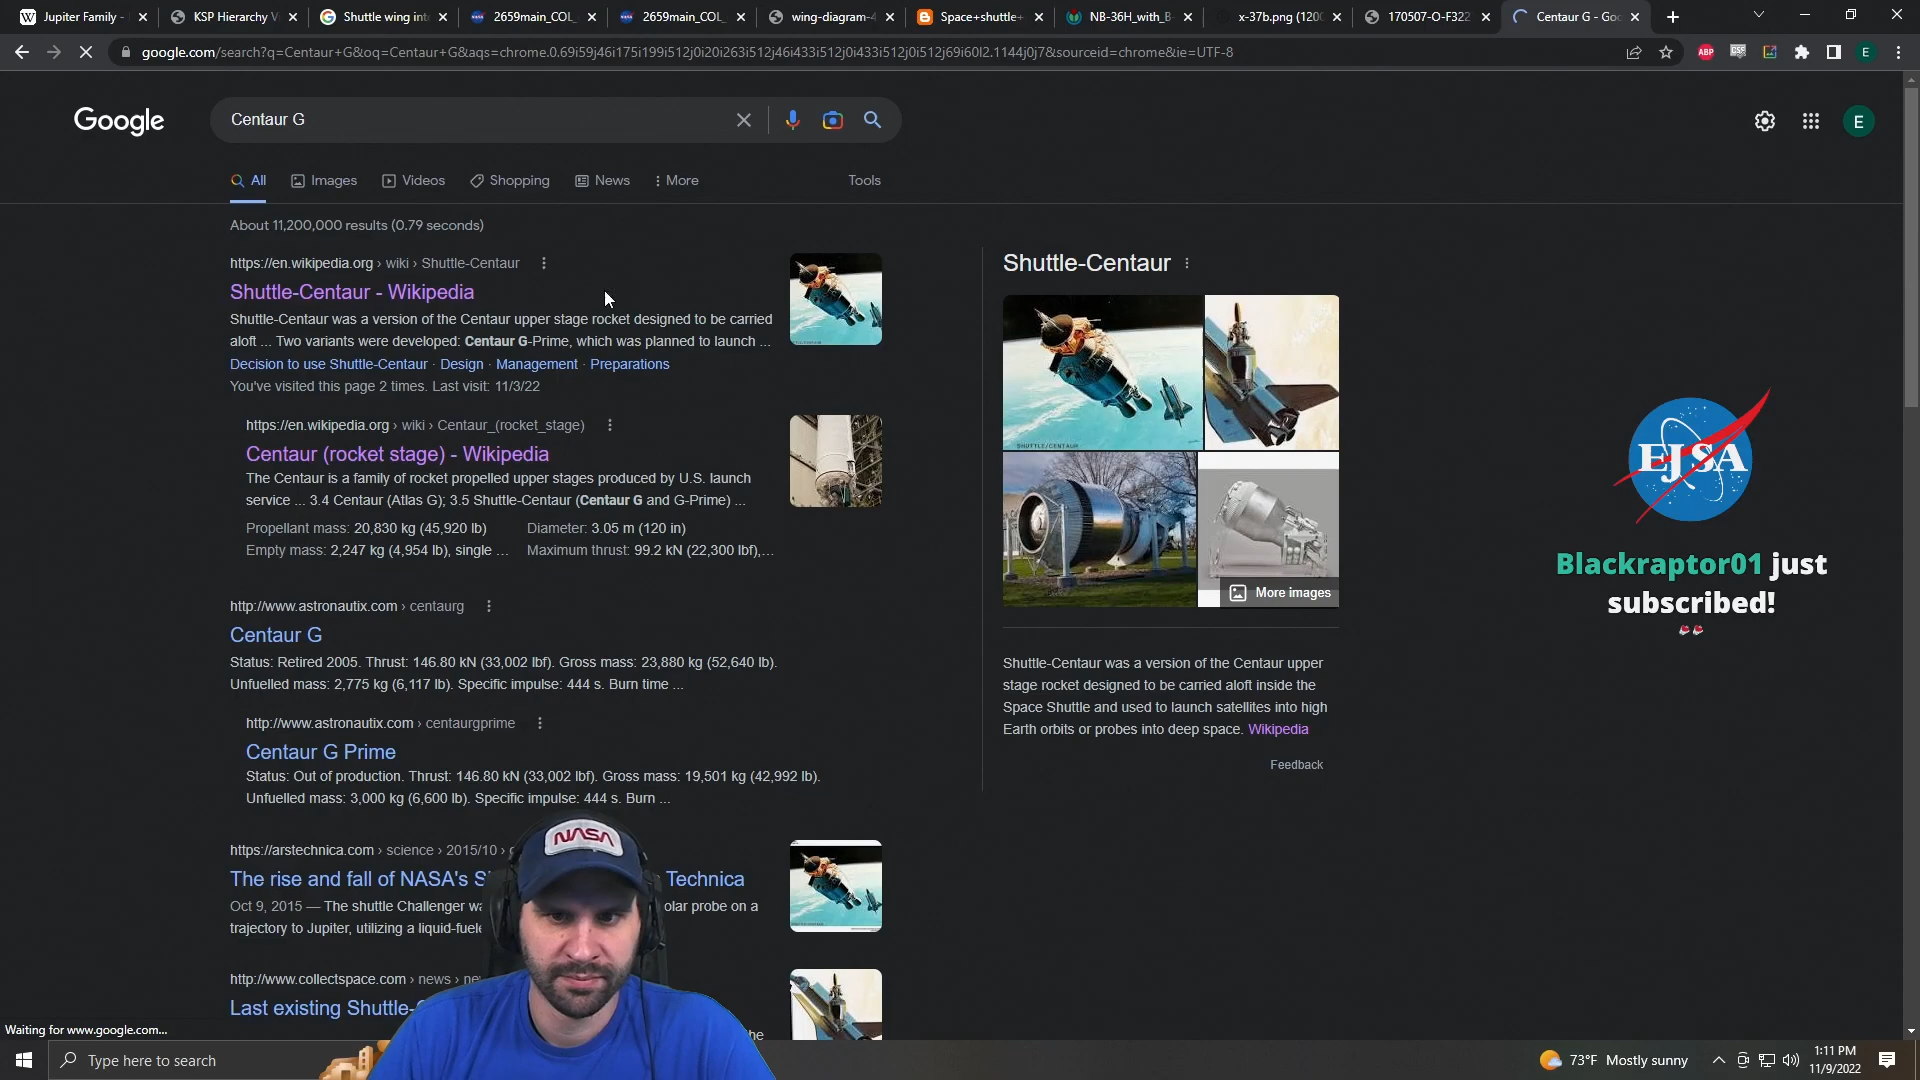 Jupiter Family -
KSP Hierarchy V
Shuttle wing int
2659main_COL_
2659main_COL_
wing-diagram-4
Space+shuttle+
NB-36H_with_B-
x-37b.png (1200
170507-O-F322
Centaur G - Goo
google.com/search?q=Centaur+G&oq=Centaur+G&aqs=chrome.0.69i59j46i175i199i512j0i20i263i512j46i433i512j0i433i512j0i512j69i60l2.1144j0j7&sourceid=chrome&ie=UTF-8
ABP
E
Google
Centaur G
E
All
Images
Videos
Shopping
News
More
Tools
About 11,200,000 results (0.79 seconds)
https://en.wikipedia.org › wiki › Shuttle-Centaur
Shuttle-Centaur - Wikipedia
Shuttle-Centaur was a version of the Centaur upper stage rocket designed to be carried
aloft ... Two variants were developed: Centaur G-Prime, which was planned to launch ...
Decision to use Shuttle-Centaur · Design · Management · Preparations
You've visited this page 2 times. Last visit: 11/3/22
https://en.wikipedia.org › wiki › Centaur_(rocket_stage)
Centaur (rocket stage) - Wikipedia
The Centaur is a family of rocket propelled upper stages produced by U.S. launch
service ... 3.4 Centaur (Atlas G); 3.5 Shuttle-Centaur (Centaur G and G-Prime) ...
Propellant mass: 20,830 kg (45,920 lb) Diameter: 3.05 m (120 in)
Empty mass: 2,247 kg (4,954 lb), single ... Maximum thrust: 99.2 kN (22,300 lbf),...
http://www.astronautix.com › centaurg
Centaur G
Status: Retired 2005. Thrust: 146.80 kN (33,002 lbf). Gross mass: 23,880 kg (52,640 lb).
Unfuelled mass: 2,775 kg (6,117 lb). Specific impulse: 444 s. Burn time ...
http://www.astronautix.com › centaurgprime
Centaur G Prime
Status: Out of production. Thrust: 146.80 kN (33,002 lbf). Gross mass: 19,501 kg (42,992 lb).
Unfuelled mass: 3,000 kg (6,600 lb). Specific impulse: 444 s. Burn ...
https://arstechnica.com › science › 2015/10 ›
The rise and fall of NASA's S Technica
Oct 9, 2015 — The shuttle Challenger wa olar probe on a
trajectory to Jupiter, utilizing a liquid-fuele
http://www.collectspace.com › news › ne
Last existing Shuttle-
he
Shuttle-Centaur
SHUTTLE/CENTAUR
More images
Shuttle-Centaur was a version of the Centaur upper
stage rocket designed to be carried aloft inside the
Space Shuttle and used to launch satellites into high
Earth orbits or probes into deep space. Wikipedia
Feedback
EJSA
Blackraptor01 just
subscribed!
NASA
Waiting for www.google.com...
Type here to search
73°F Mostly sunny
1:11 PM
11/9/2022